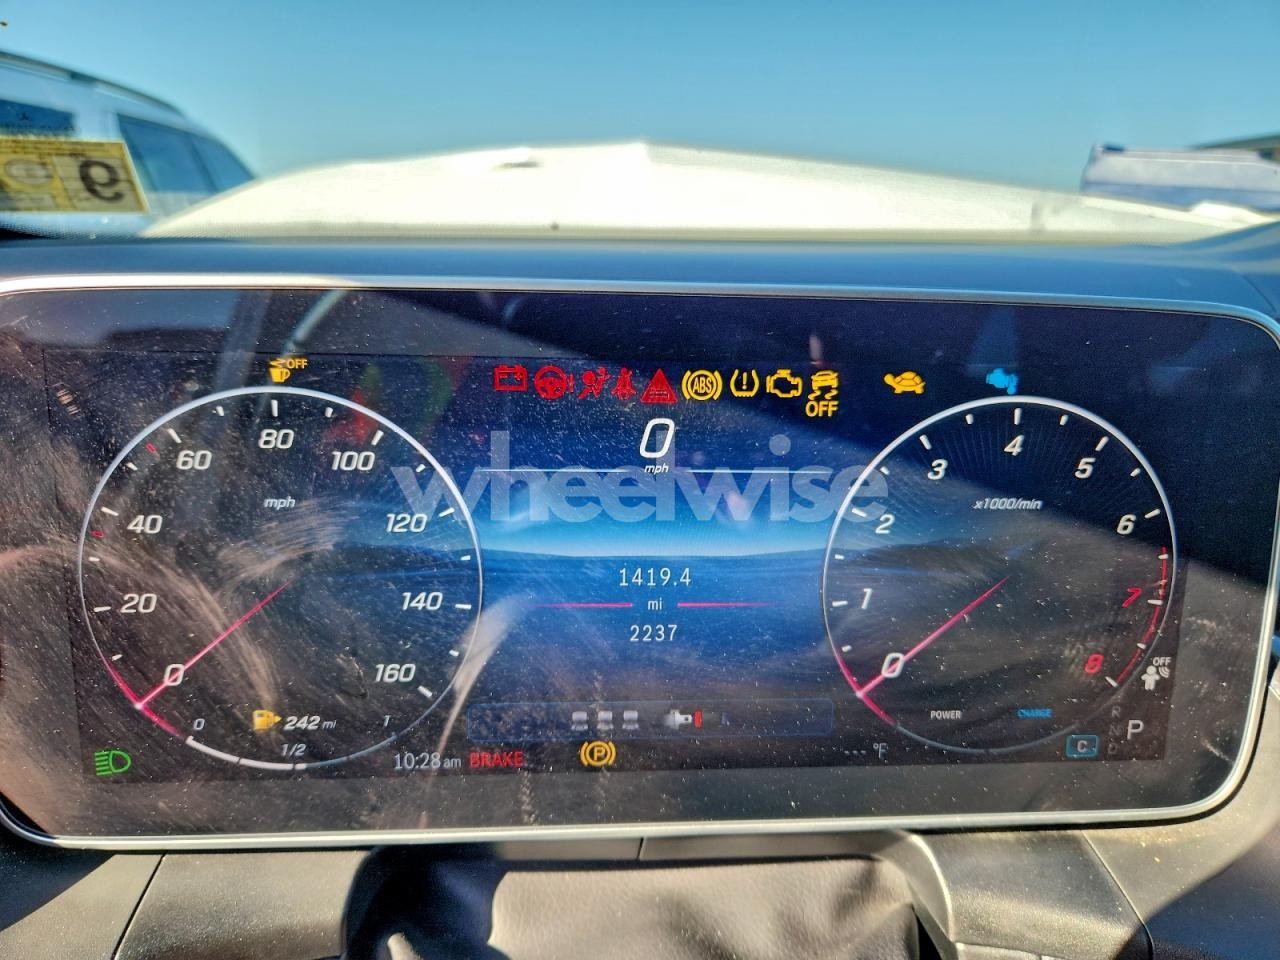 9
OFF
ABS
OFF
0
mph
0 20 40 60 80 100 120 140 160
mph
wheelwise
0 1 2 3 4 5 6 7 8
x1000/min
1419.4
mi
2237
0 1/2 1
242 mi
10:28 am BRAKE
P
--- °F
POWER CHARGE
OFF
C
R
N
D
P